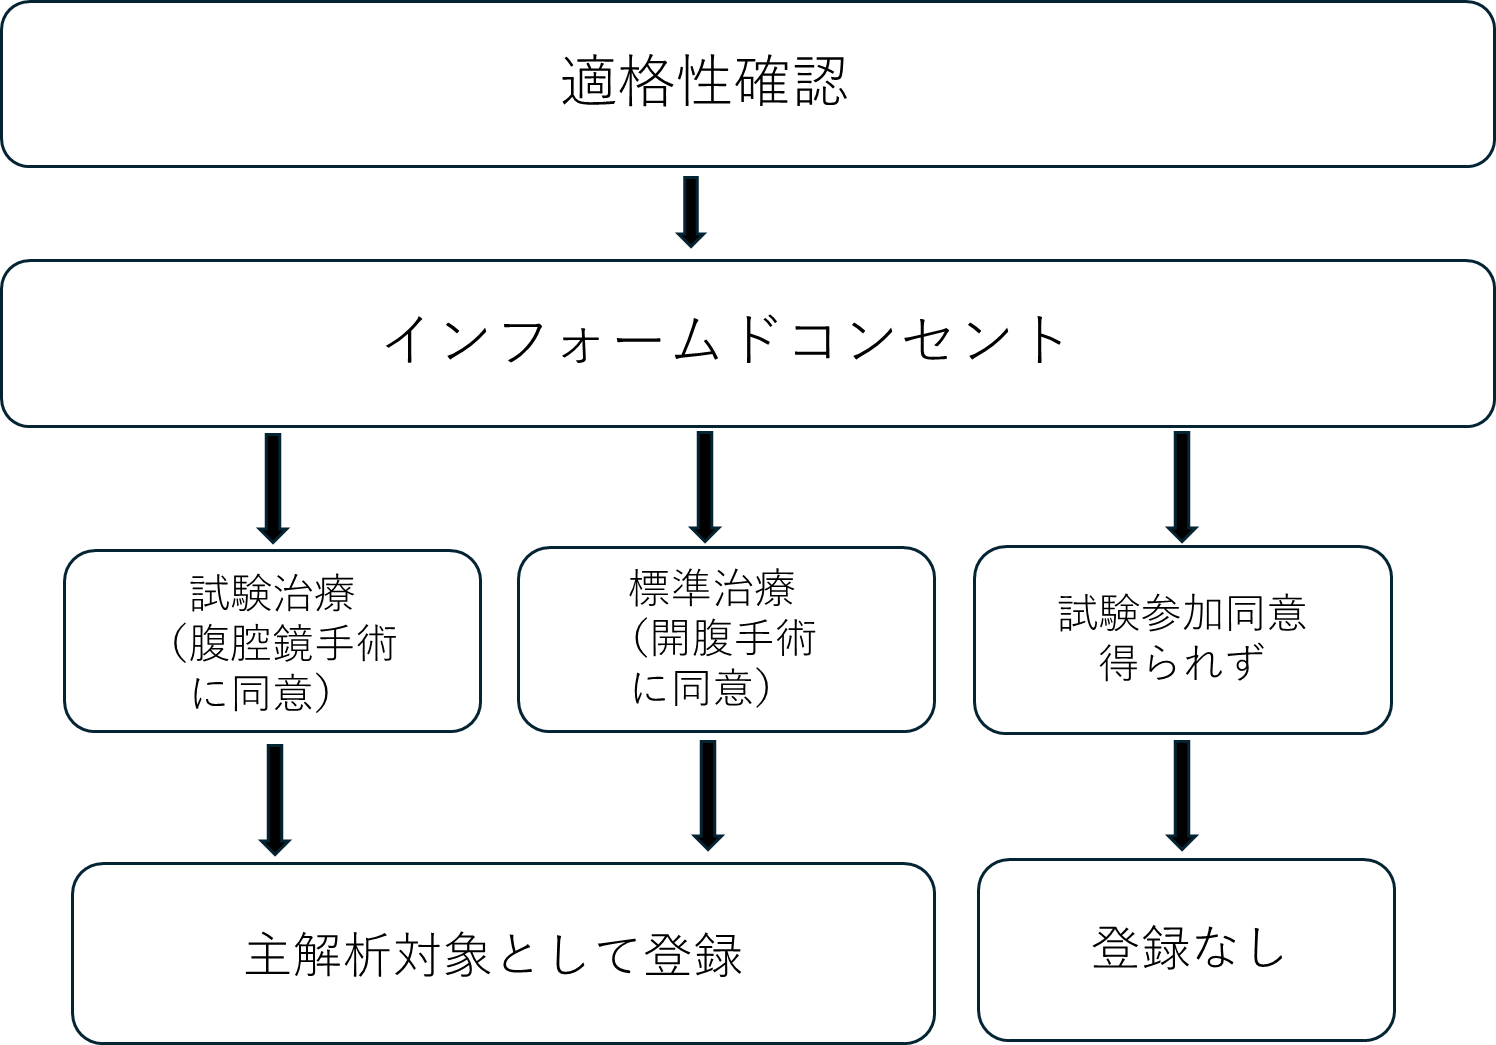 適格性確認
インフォームドコンセント
試験治療
（腹腔鏡手術
に同意）
標準治療
（開腹手術
に同意）
試験参加同意
得られず
主解析対象として登録
登録なし